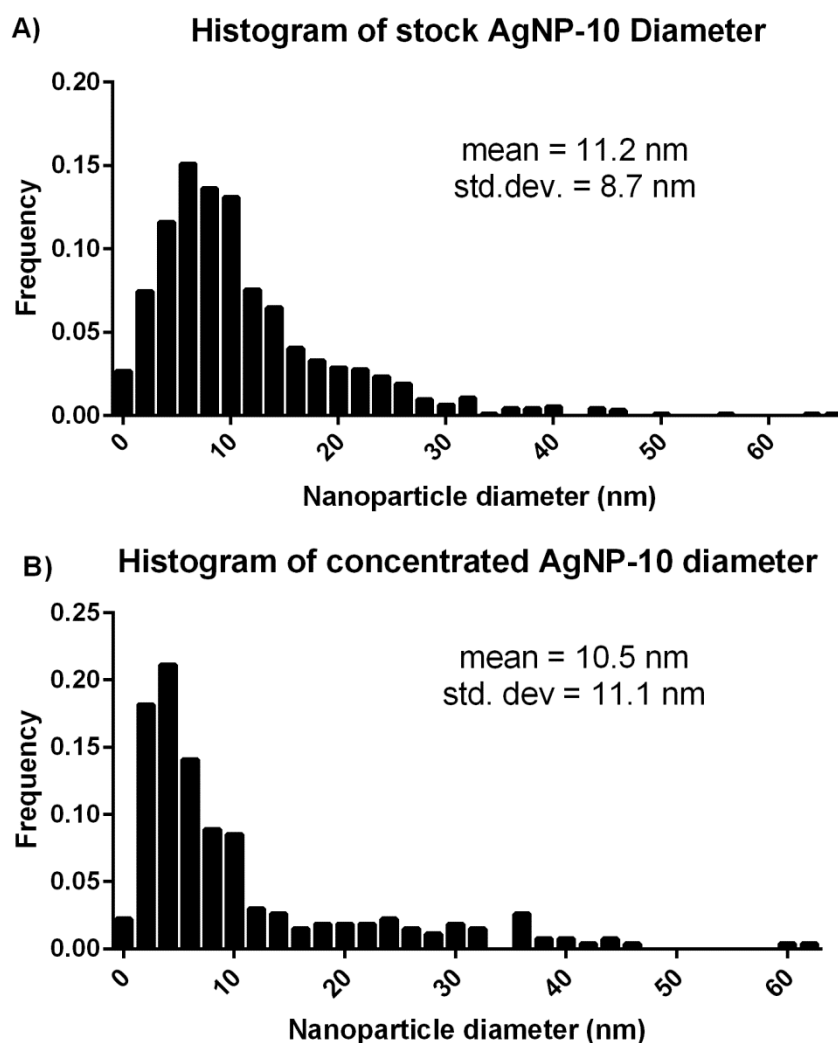 A)
Histogram of stock AgNP-10 Diameter
0.20
0.15
0.10
0.05
0.00
Frequency
mean = 11.2 nm
std.dev. = 8.7 nm
0
10
20
30
40
50
60
Nanoparticle diameter (nm)
B)
Histogram of concentrated AgNP-10 diameter
0.25
0.20
0.15
0.10
0.05
0.00
Frequency
mean = 10.5 nm
std. dev = 11.1 nm
0
10
20
30
40
50
60
Nanoparticle diameter (nm)